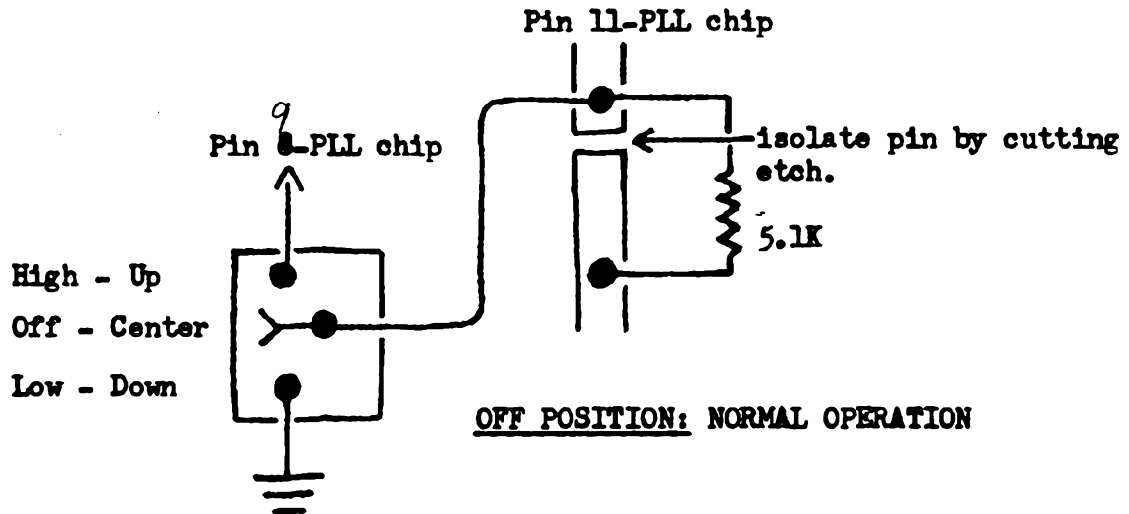 Pin 11-PLL chip
9
Pin -PLL chip
isolate pin by cutting
etch.
5.1K
High - Up
Off - Center
Low - Down
OFF POSITION: NORMAL OPERATION